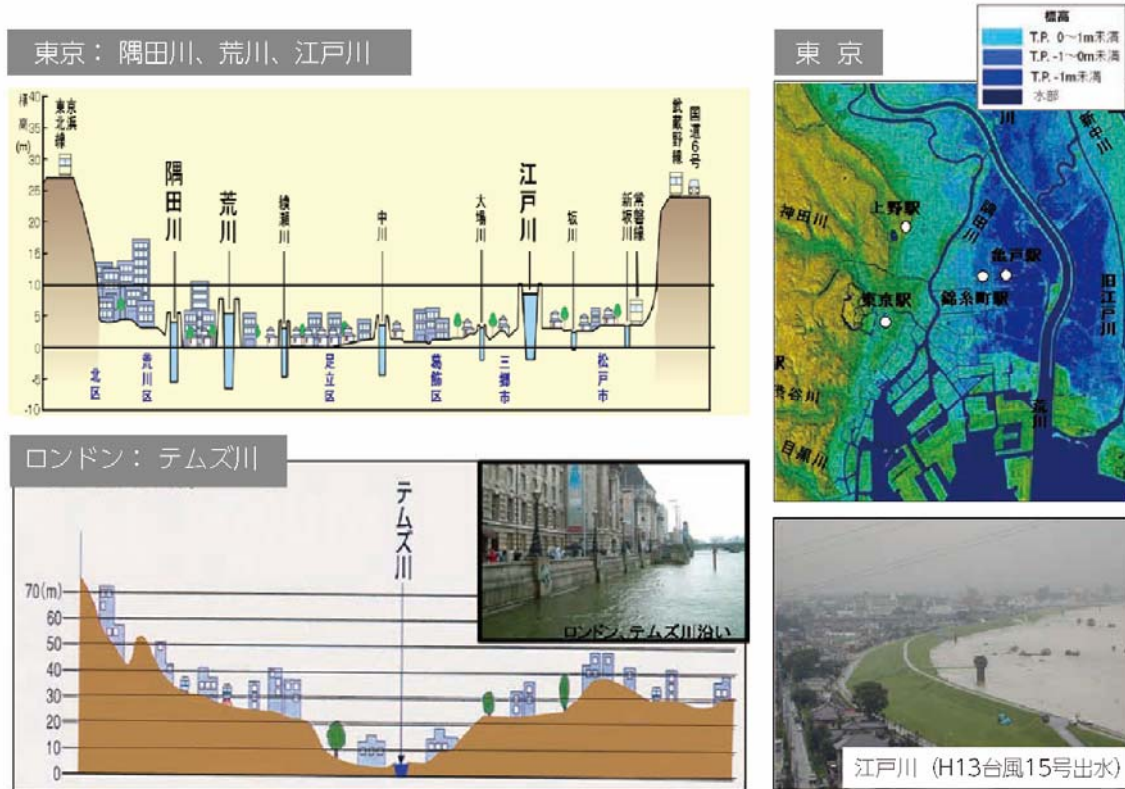 東京： 隅田川、荒川、江戸川
標高(m)
40
35
30
25
20
15
10
5
0
-5
-10
東北線
京浜
隅田川
荒川
綾瀬川
中川
大場川
江戸川
坂川
新坂川
常磐線
武蔵野線
国道6号
北区
荒川区
足立区
葛飾区
三郷市
松戸市
ロンドン： テムズ川
テムズ川
70(m)
60
50
40
30
20
10
0
ロンドン、テムズ川沿い
東 京
標高
T.P. 0～1m未満
T.P. -1～0m未満
T.P. -1m未満
水部
川
新中川
神田川
上野駅
隅田川
亀戸駅
錦糸町駅
東京駅
旧江戸川
駅
渋谷川
目黒川
荒川
江戸川（H13台風15号出水）